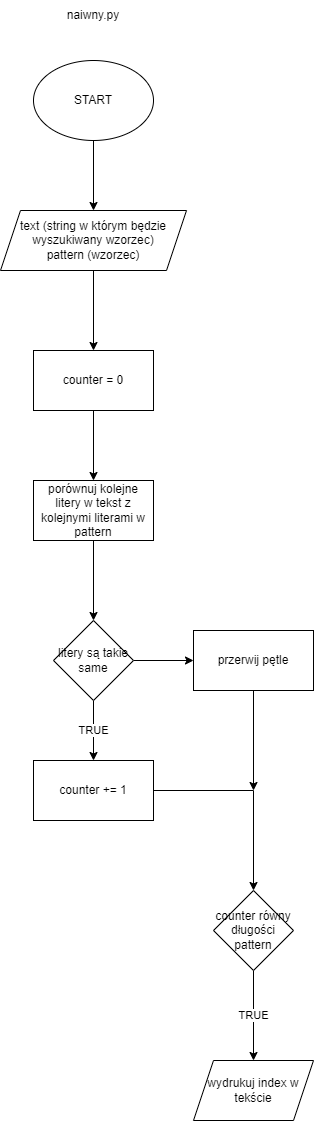 naiwny.py
START
text (string w którym będzie
wyszukiwany wzorzec)
pattern (wzorzec)
counter = 0
porównuj kolejne
litery w tekst z
kolejnymi literami w
pattern
litery są takie
same
przerwij pętle
TRUE
counter += 1
counter równy
długości
pattern
TRUE
wydrukuj index w
tekście